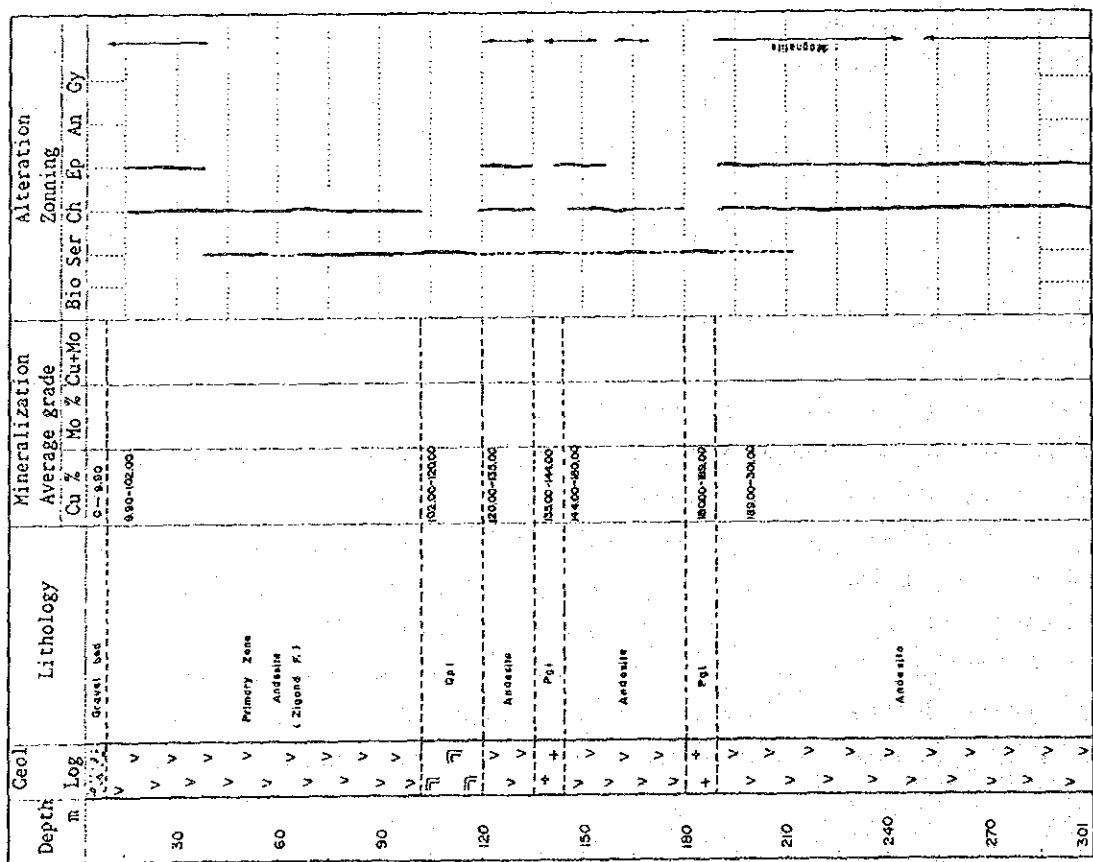 Depth
m
Geol
Log
Lithology
Mineralization
Average grade
Cu %
Mo %
Cu+Mo
Alteration
Zonning
Bio
Ser
Ch
Ep
An
Gy
Gravel bed
0—9.90
Primary Zone
Andesite
( Zigond F.)
9.90-102.00
30
60
90
Qpl
102.00-120.00
120
Andesite
120.00-135.00
Pgl
135.00-144.00
150
Andesite
144.00-180.00
180
Pgl
180.00-189.00
Andesite
189.00-301.00
210
240
270
301
Magnatite